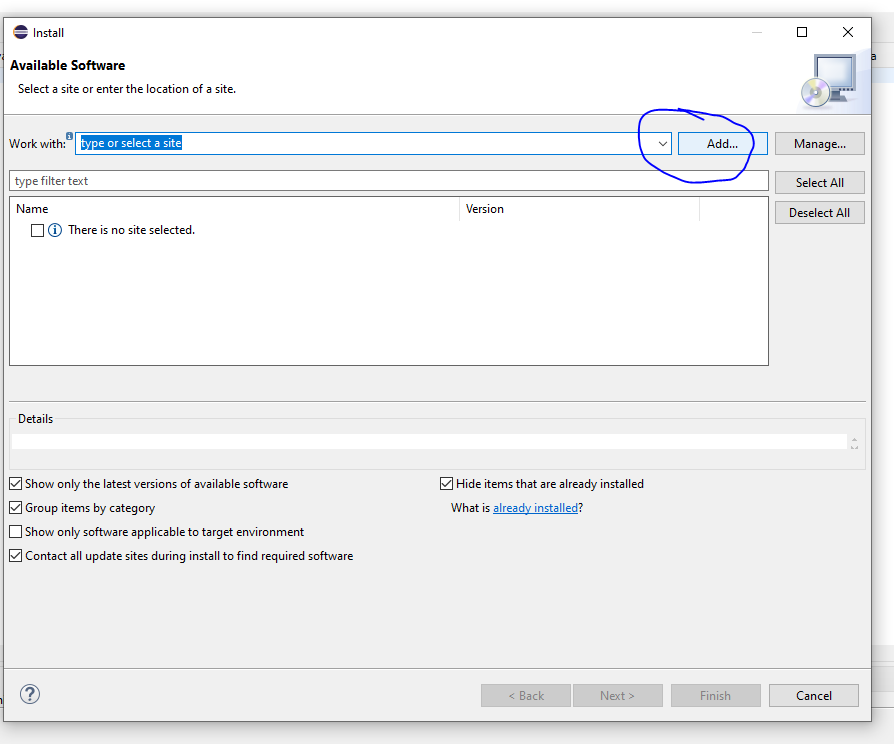 Install
Available Software
Select a site or enter the location of a site.
Work with: type or select a site Add... Manage...
type filter text Select All
Name Version Deselect All
There is no site selected.
Details
Show only the latest versions of available software Hide items that are already installed
Group items by category What is already installed?
Show only software applicable to target environment
Contact all update sites during install to find required software
? < Back Next > Finish Cancel